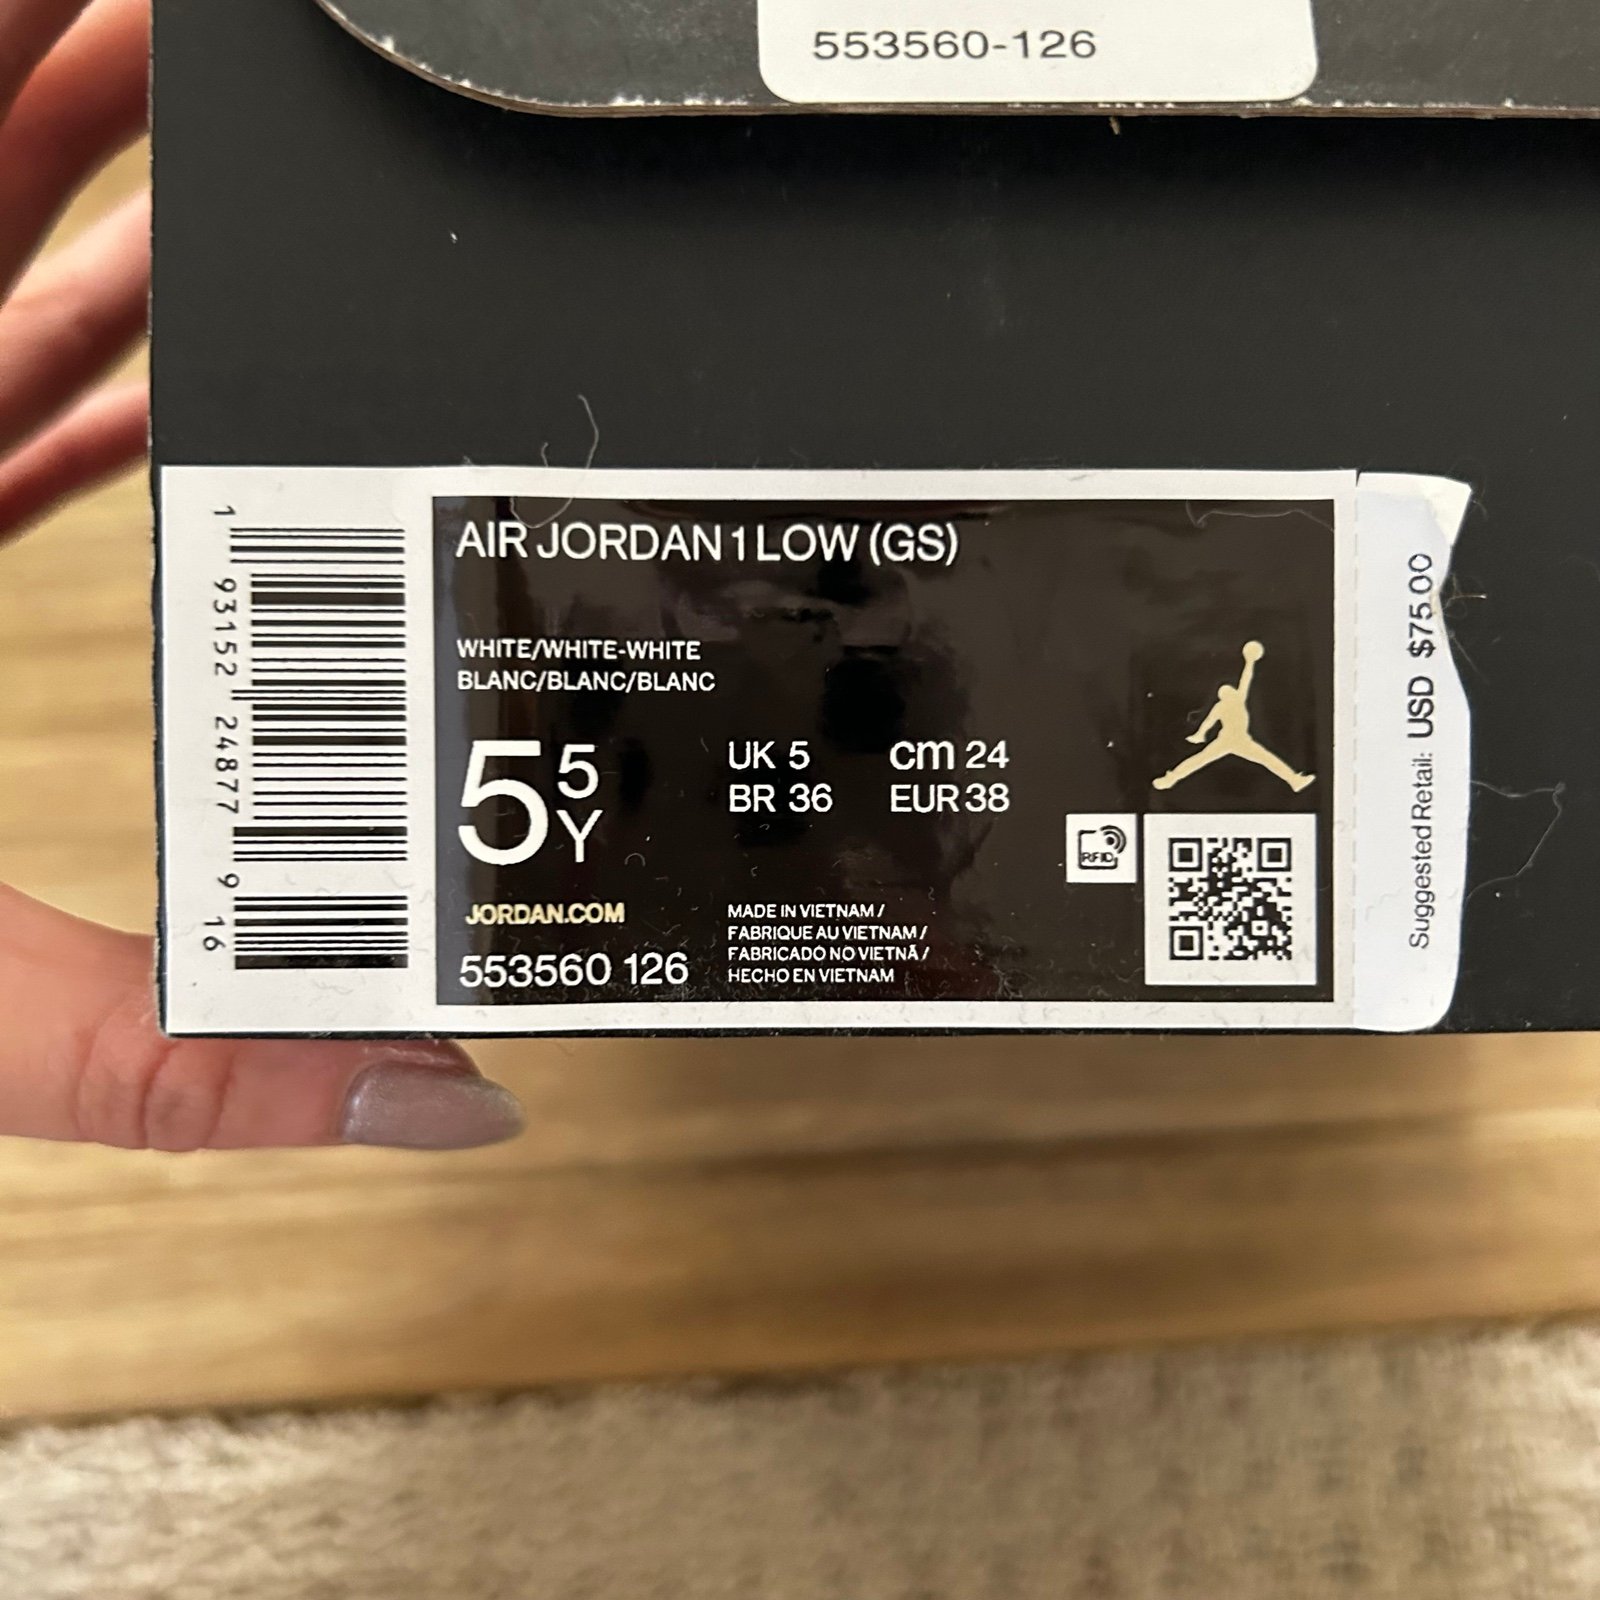 553560-126
AIR JORDAN 1 LOW (GS)
WHITE/WHITE-WHITE
BLANC/BLANC/BLANC
5 5 Y
UK 5
cm 24
BR 36
EUR 38
JORDAN.COM
553560 126
MADE IN VIETNAM /
FABRIQUE AU VIETNAM /
FABRICADO NO VIETNÃ /
HECHO EN VIETNAM
RFID
1 93152 24877 9 16
Suggested Retail: USD $75.00